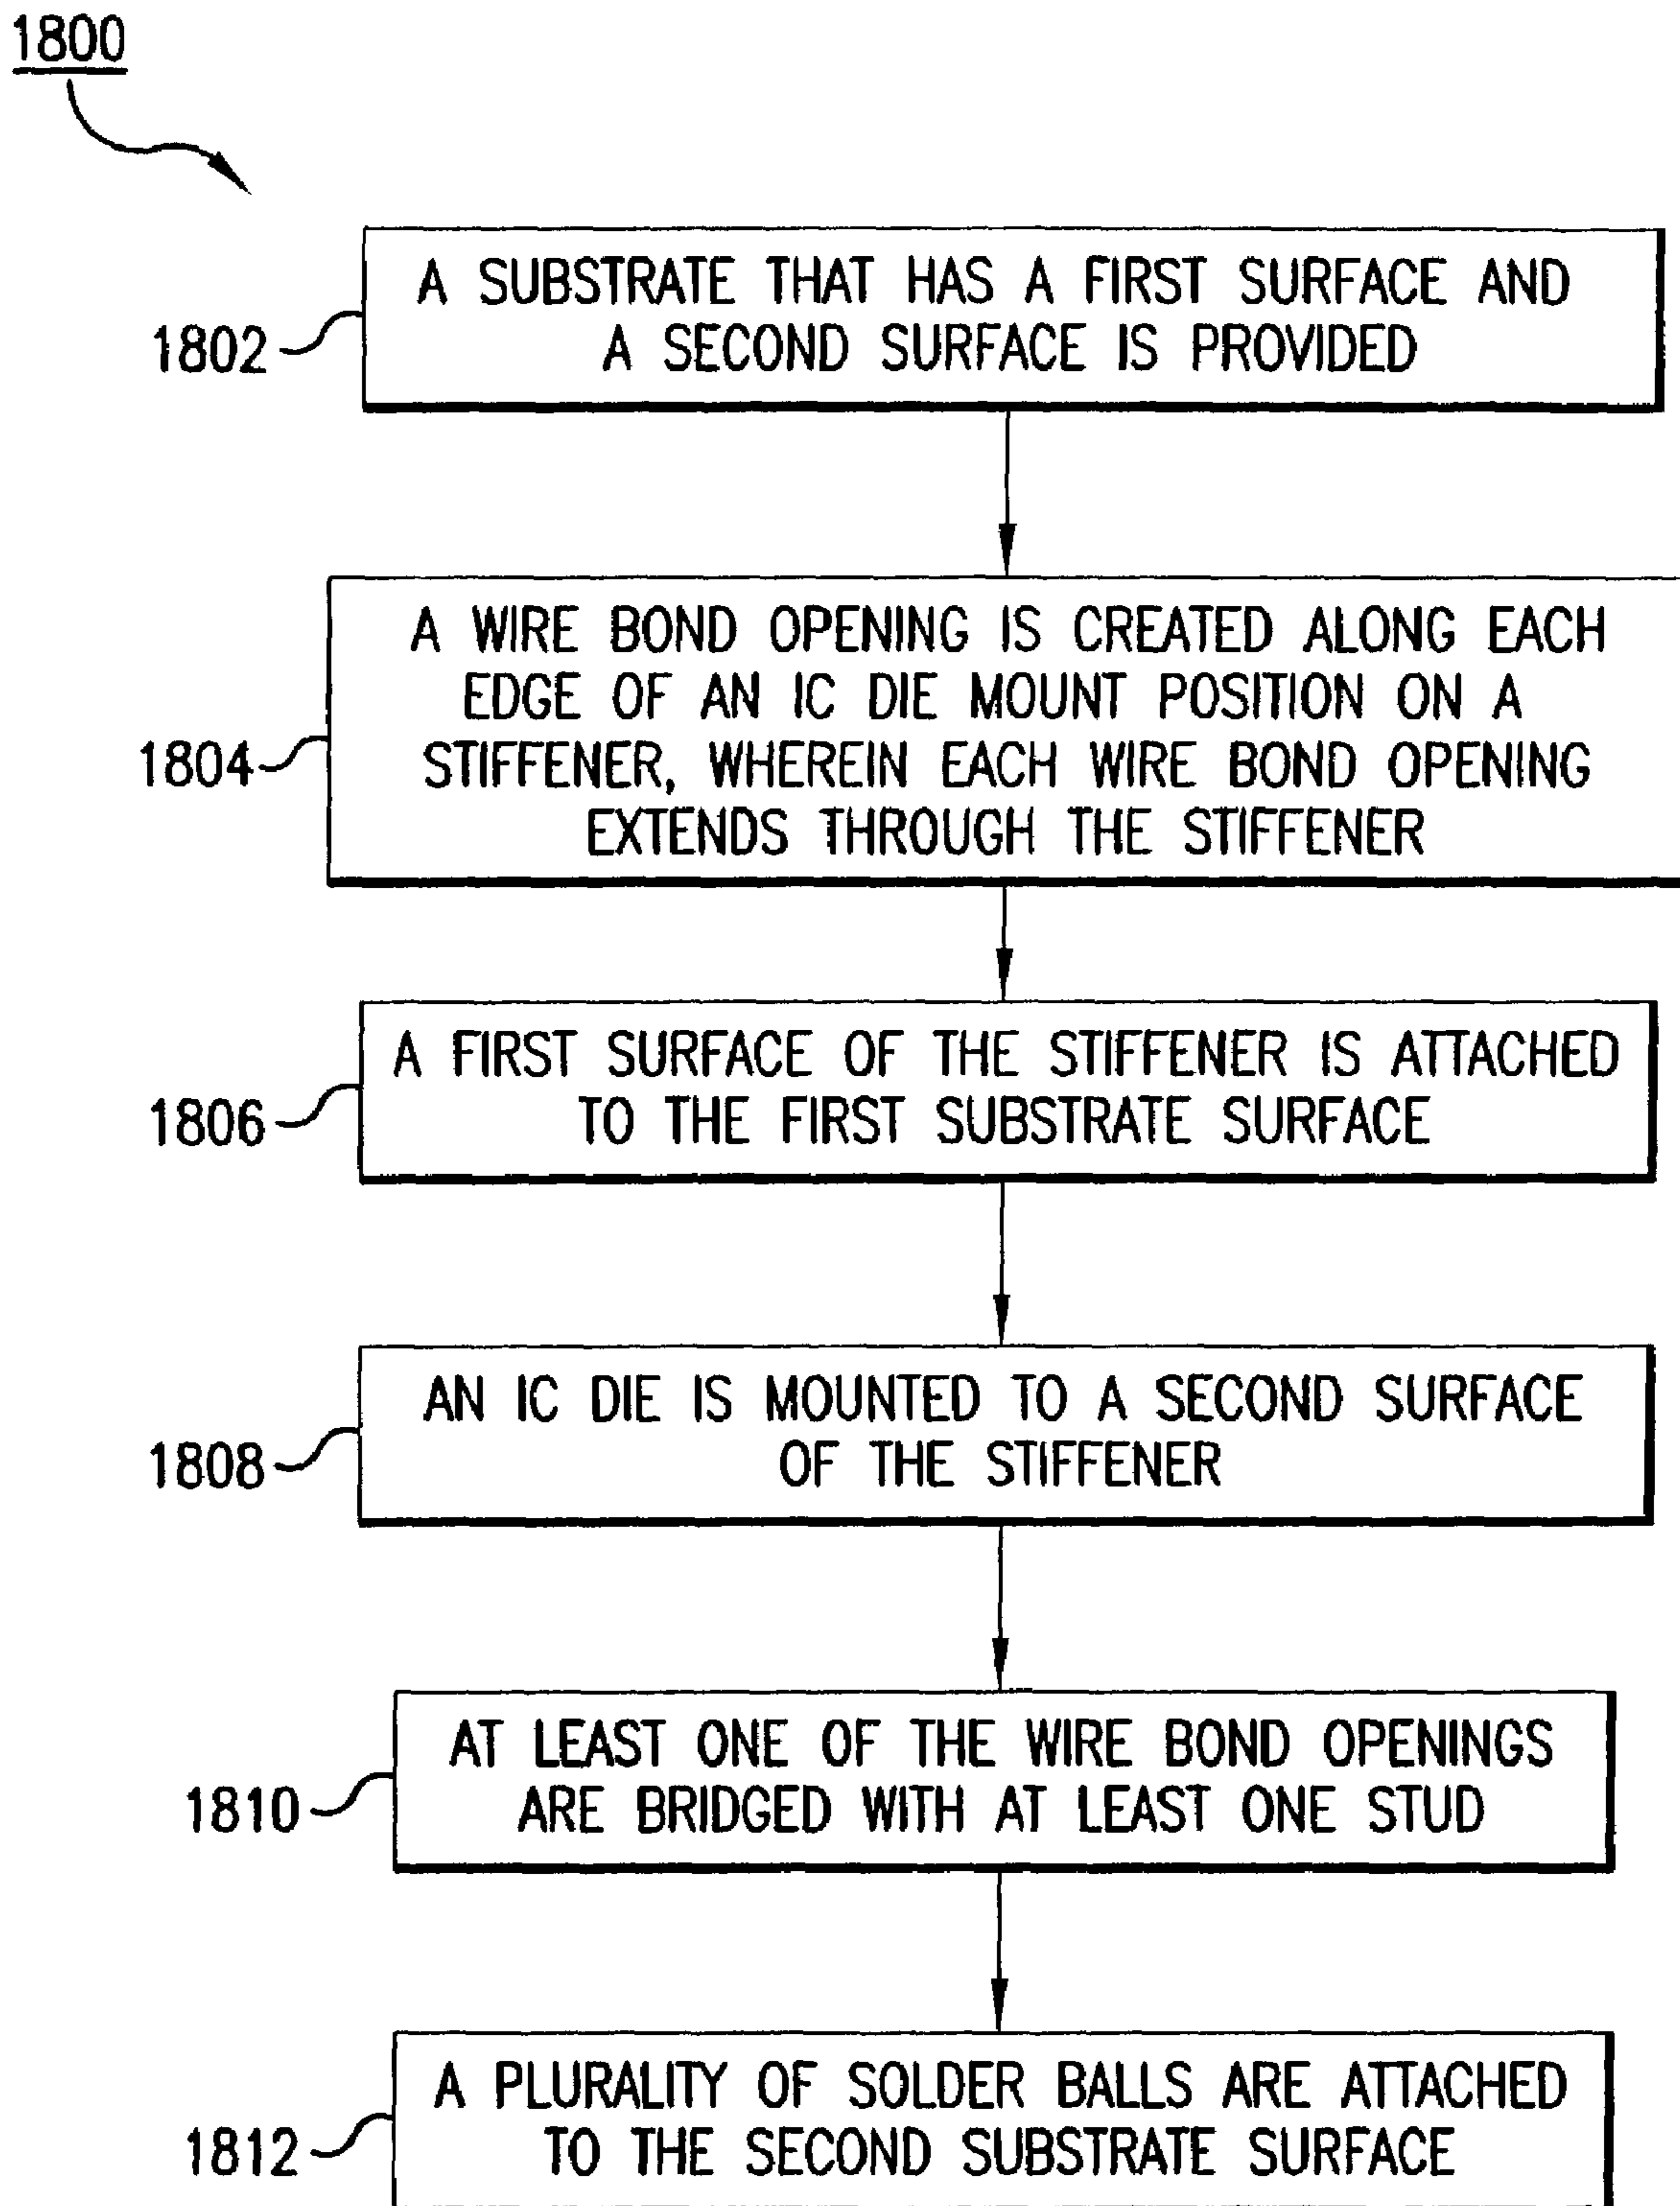 1800
A SUBSTRATE THAT HAS A FIRST SURFACE AND
A SECOND SURFACE IS PROVIDED
1802
A WIRE BOND OPENING IS CREATED ALONG EACH
EDGE OF AN IC DIE MOUNT POSITION ON A
STIFFENER, WHEREIN EACH WIRE BOND OPENING
EXTENDS THROUGH THE STIFFENER
1804
A FIRST SURFACE OF THE STIFFENER IS ATTACHED
TO THE FIRST SUBSTRATE SURFACE
1806
AN IC DIE IS MOUNTED TO A SECOND SURFACE
OF THE STIFFENER
1808
AT LEAST ONE OF THE WIRE BOND OPENINGS
ARE BRIDGED WITH AT LEAST ONE STUD
1810
A PLURALITY OF SOLDER BALLS ARE ATTACHED
TO THE SECOND SUBSTRATE SURFACE
1812